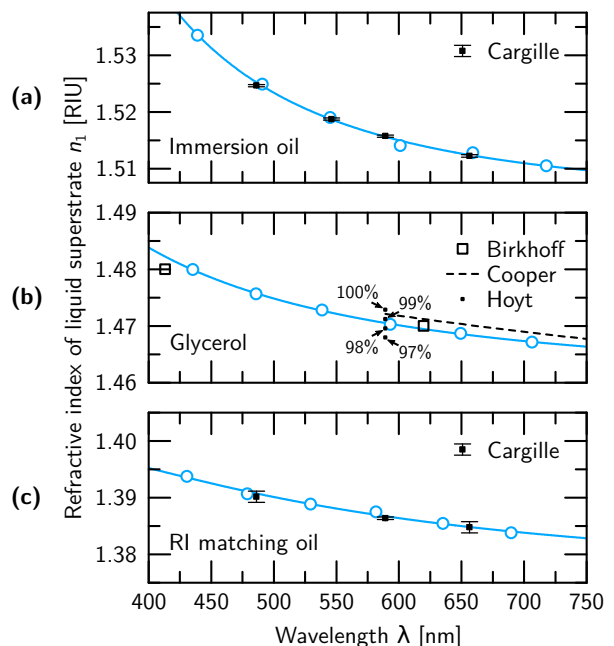 Refractive index of liquid superstrate n₁ [RIU]
(a)
1.53
1.52
1.51
Cargille
Immersion oil
(b)
1.49
1.48
1.47
1.46
Birkhoff
Cooper
Hoyt
100%
99%
98%
97%
Glycerol
(c)
1.40
1.39
1.38
Cargille
RI matching oil
400 450 500 550 600 650 700 750
Wavelength λ [nm]